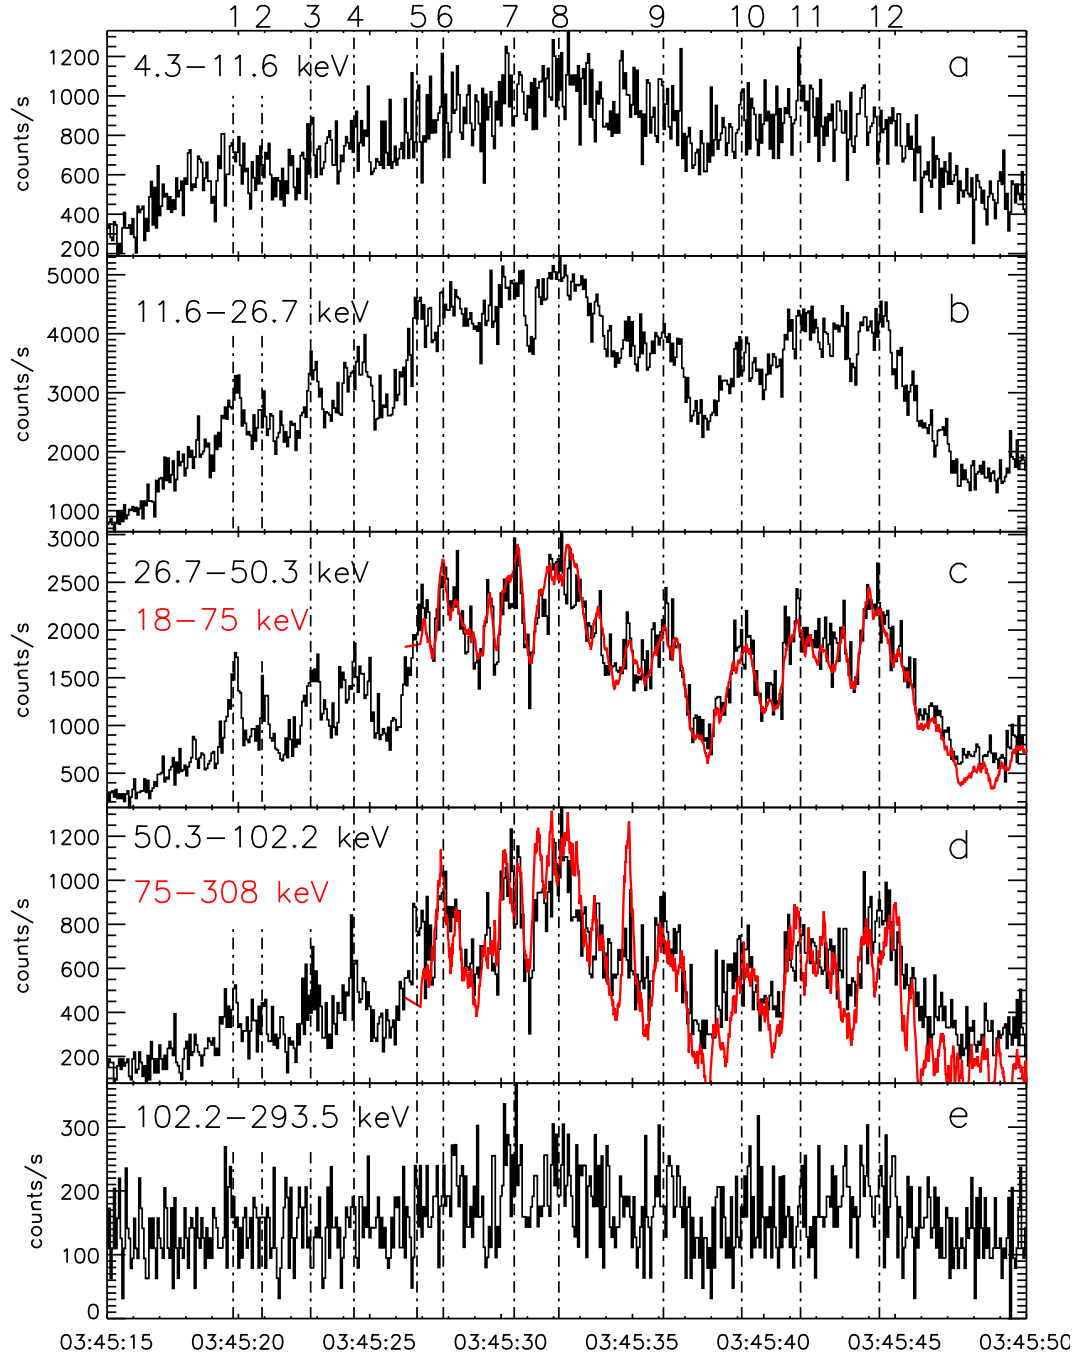 1 2 3 4 5 6 7 8 9 10 11 12
4.3−11.6 keV
a
1200
1000
800
600
400
200
counts/s
11.6−26.7 keV
b
5000
4000
3000
2000
1000
counts/s
26.7−50.3 keV
c
18−75 keV
3000
2500
2000
1500
1000
500
counts/s
50.3−102.2 keV
d
75−308 keV
1200
1000
800
600
400
200
counts/s
102.2−293.5 keV
e
300
200
100
0
counts/s
03:45:15 03:45:20 03:45:25 03:45:30 03:45:35 03:45:40 03:45:45 03:45:50